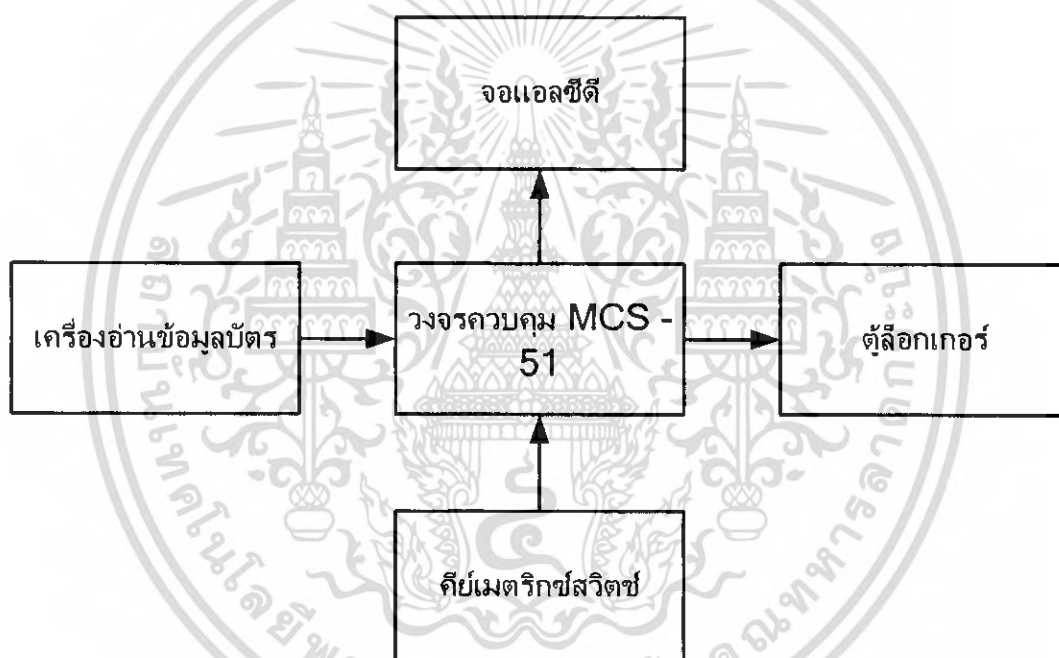 จอแอลซีดี
เครื่องอ่านข้อมูลบัตร
วงจรควบคุม MCS -
51
ตู้ล็อกเกอร์
คีย์เมตริกซ์สวิตช์